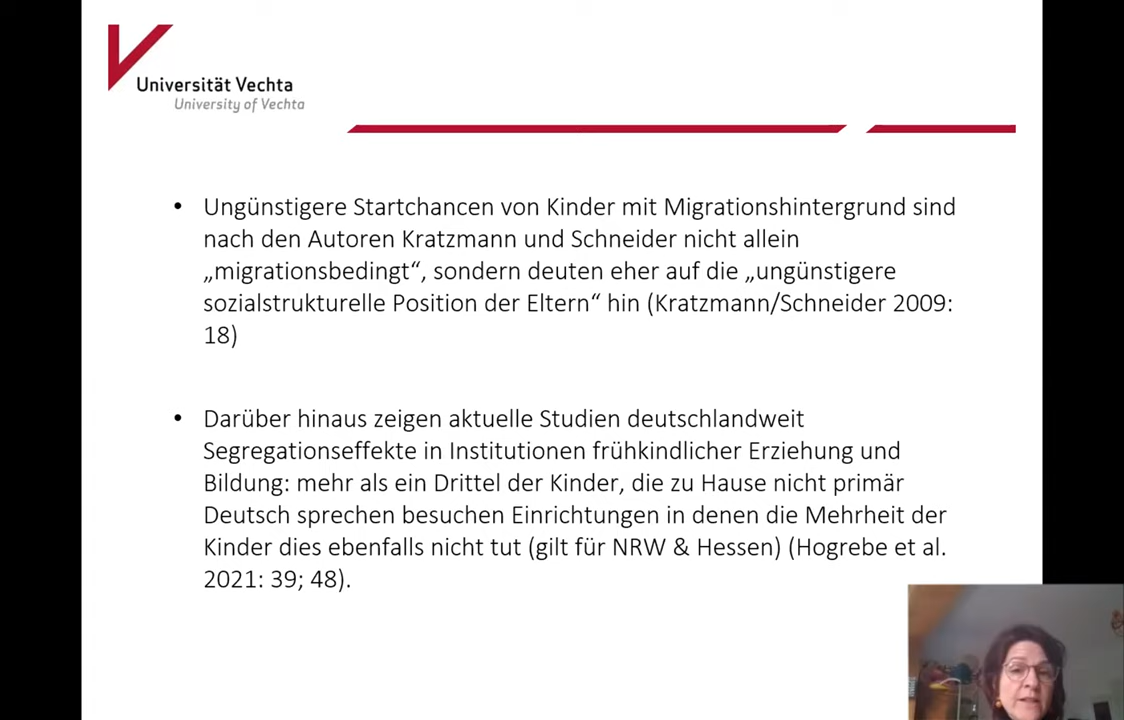 Universität Vechta
University of Vechta
• Ungünstigere Startchancen von Kinder mit Migrationshintergrund sind
nach den Autoren Kratzmann und Schneider nicht allein
„migrationsbedingt“, sondern deuten eher auf die „ungünstigere
sozialstrukturelle Position der Eltern“ hin (Kratzmann/Schneider 2009:
18)
• Darüber hinaus zeigen aktuelle Studien deutschlandweit
Segregationseffekte in Institutionen frühkindlicher Erziehung und
Bildung: mehr als ein Drittel der Kinder, die zu Hause nicht primär
Deutsch sprechen besuchen Einrichtungen in denen die Mehrheit der
Kinder dies ebenfalls nicht tut (gilt für NRW & Hessen) (Hogrebe et al.
2021: 39; 48).